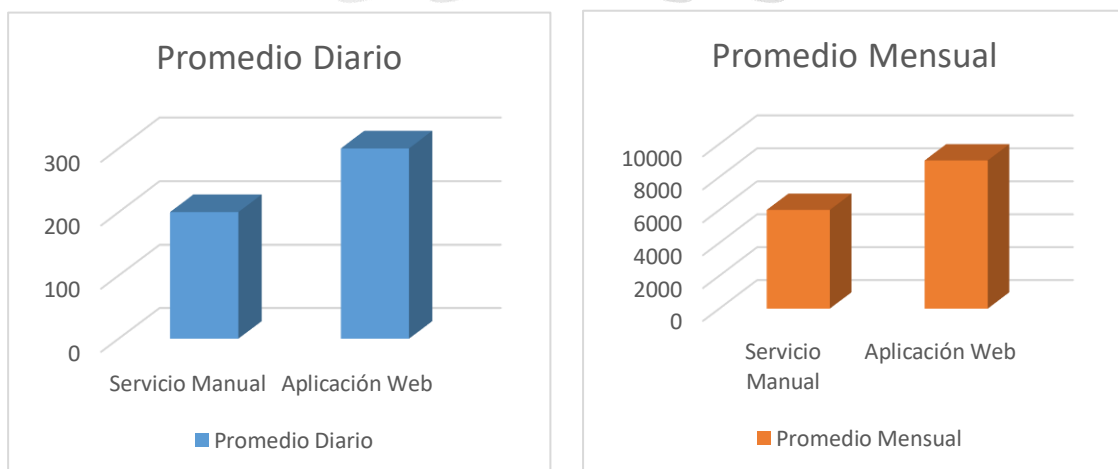 Promedio Diario
300
200
100
0
Servicio Manual Aplicación Web
Promedio Diario
Promedio Mensual
10000
8000
6000
4000
2000
0
Servicio Aplicación Web
Manual
Promedio Mensual